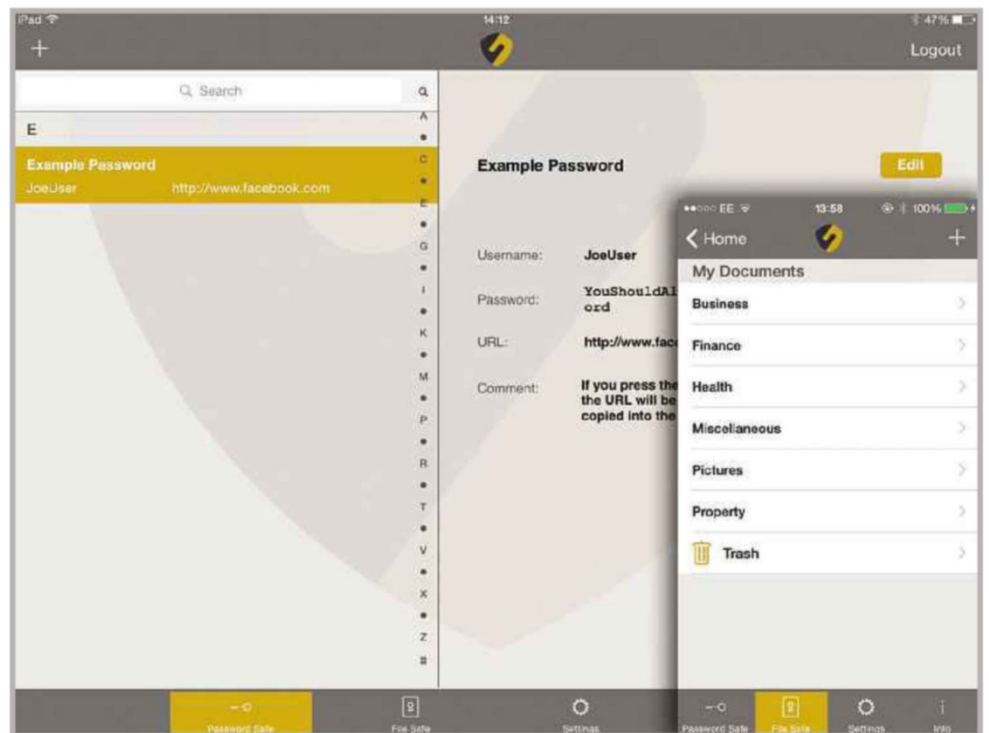 iPad 14:12 47%
+ Logout
Search
E
Example Password
JoeUser http://www.facebook.com
A
C
E
G
I
K
M
P
R
T
V
X
Z
#
Password Safe File Safe Settings
Example Password Edit
Username: JoeUser
Password: YouShouldAl
ord
URL: http://www.fac
Comment: If you press the
the URL will be
copied into the
EE 13:58 100%
Home +
My Documents
Business
Finance
Health
Miscellaneous
Pictures
Property
Trash
Password Safe File Safe Settings Info